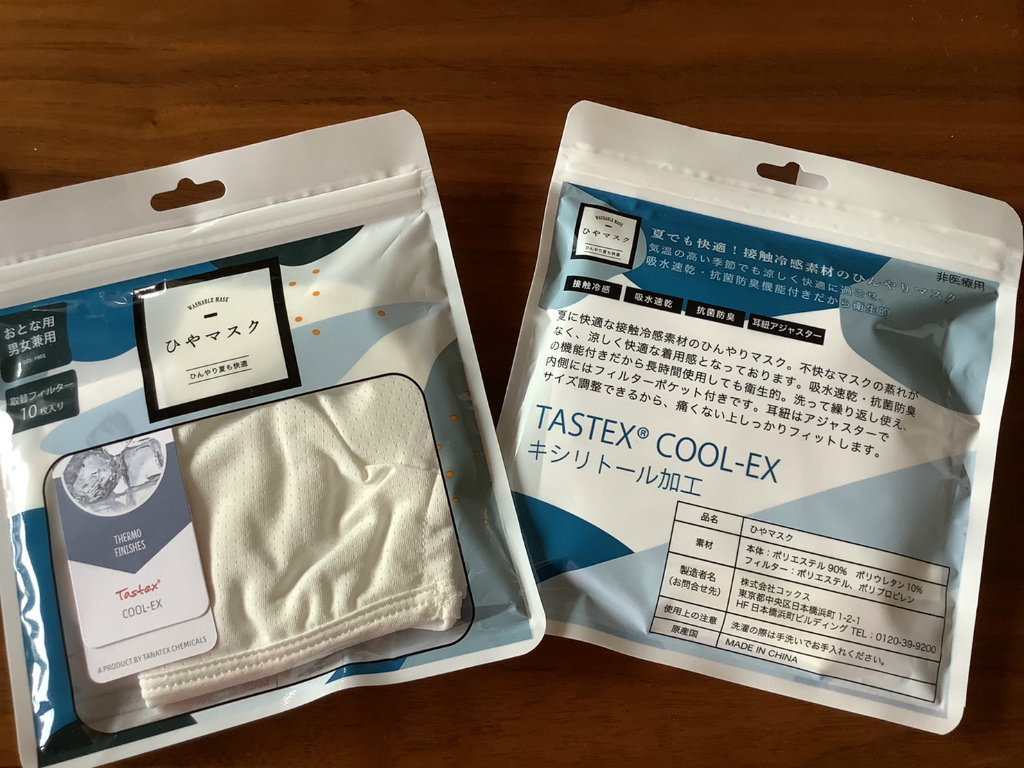 WASHABLE MASK
ひやマスク
ひんやり夏も快適
おとな用
男女兼用
取替フィルター
10枚入り
THERMO
FINISHES
Tastex®
COOL-EX
A PRODUCT BY TANATEX CHEMICALS
WASHABLE MASK
ひやマスク
ひんやり夏も快適
夏でも快適！接触冷感素材のひんやりマスク
気温の高い季節でも涼しく快適に過ごせ、
吸水速乾・抗菌防臭機能付きだから衛生的
非医療用
接触冷感
吸水速乾
抗菌防臭
耳紐アジャスター
夏に快適な接触冷感素材のひんやりマスク。不快なマスクの蒸れが
なく、涼しく快適な着用感となっております。吸水速乾・抗菌防臭
の機能付きだから長時間使用しても衛生的。洗って繰り返し使え、
内側にはフィルターポケット付きです。耳紐はアジャスターで
サイズ調整できるから、痛くない上しっかりフィットします。
TASTEX® COOL-EX
キシリトール加工
品名 ひやマスク
素材 本体：ポリエステル 90% ポリウレタン 10%
フィルター：ポリエステル、ポリプロピレン
製造者名 株式会社コックス
(お問合せ先) 東京都中央区日本橋浜町 1-2-1
HF 日本橋浜町ビルディング TEL：0120-39-9200
使用上の注意 洗濯の際は手洗いでお手入れください。
原産国 MADE IN CHINA